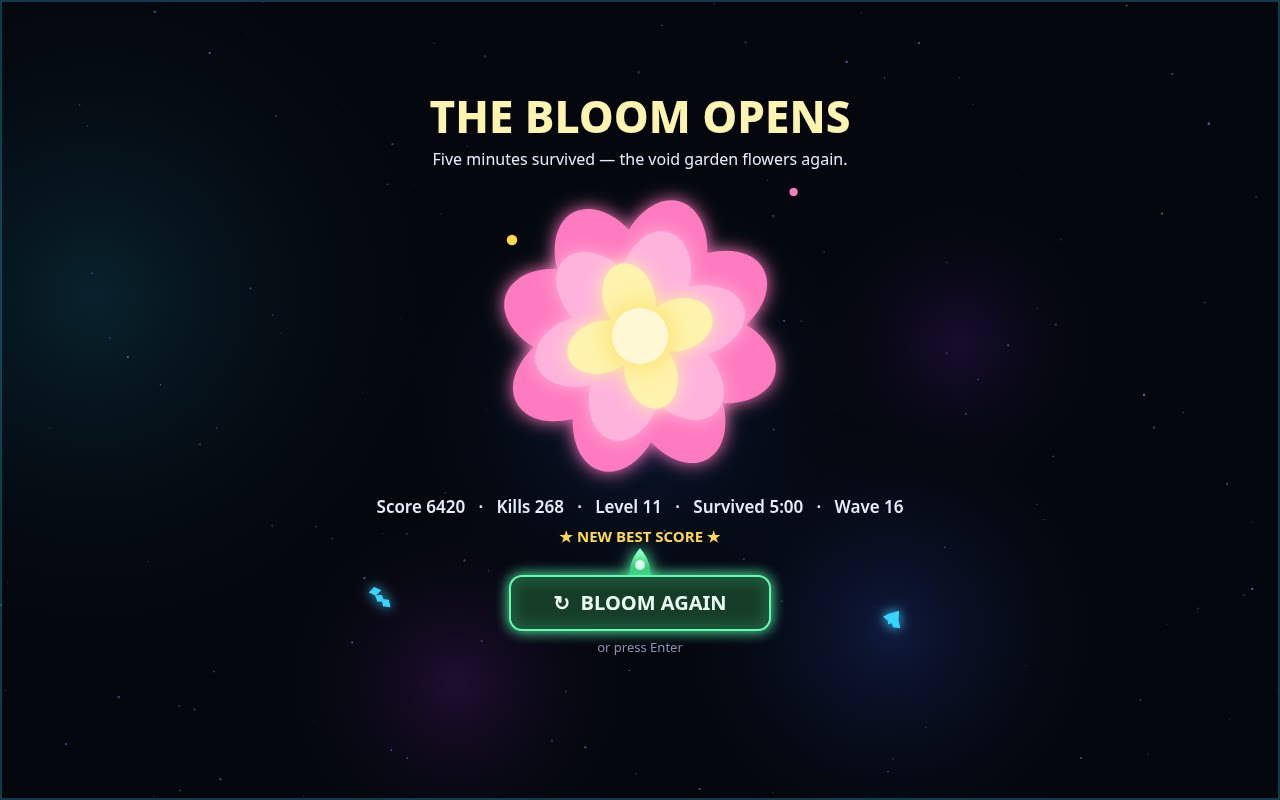 THE BLOOM OPENS
Five minutes survived — the void garden flowers again.
Score 6420 · Kills 268 · Level 11 · Survived 5:00 · Wave 16
★ NEW BEST SCORE ★
↻ BLOOM AGAIN
or press Enter